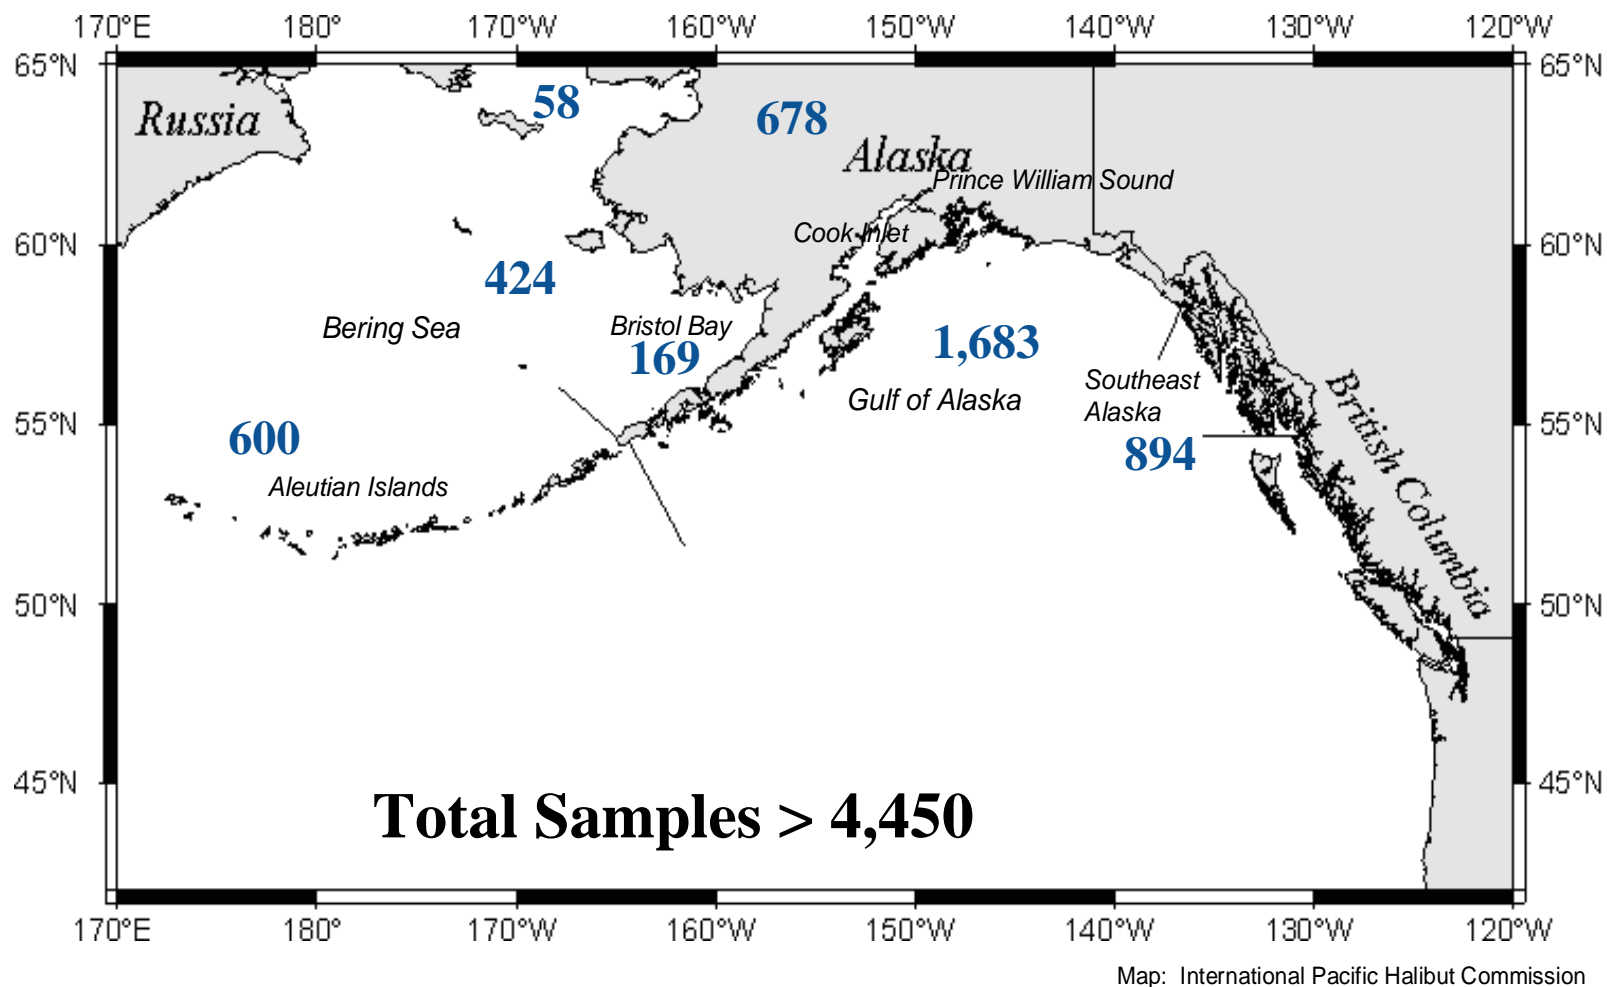 170°E 180° 170°W 160°W 150°W 140°W 130°W 120°W
65°N 65°N
58
Russia
678
Alaska
Prince William Sound
Cook Inlet
60°N 60°N
424
Bering Sea
Bristol Bay
169
1,683
Southeast
Alaska
Gulf of Alaska
British Columbia
55°N 55°N
600
894
Aleutian Islands
50°N 50°N
45°N 45°N
Total Samples > 4,450
170°E 180° 170°W 160°W 150°W 140°W 130°W 120°W
Map: International Pacific Halibut Commission